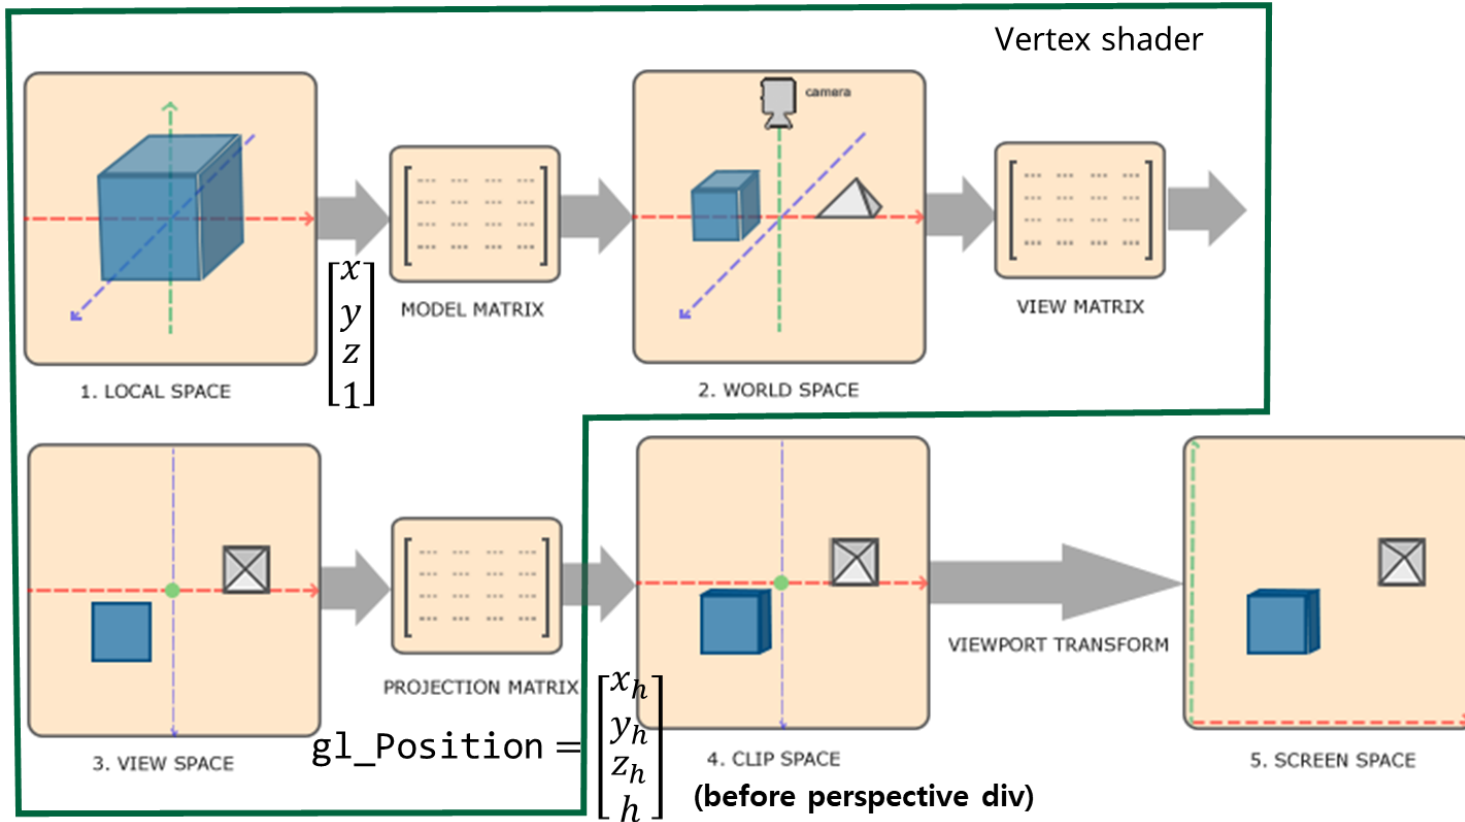 Vertex shader
camera
[x
y
z
1]
MODEL MATRIX
VIEW MATRIX
1. LOCAL SPACE
2. WORLD SPACE
VIEWPORT TRANSFORM
PROJECTION MATRIX
gl_Position =
[x_h
y_h
z_h
h]
3. VIEW SPACE
4. CLIP SPACE
5. SCREEN SPACE
(before perspective div)